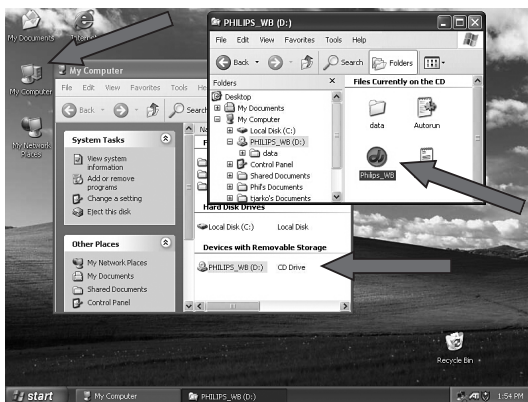 My Documents
PHILIPS_WB (D:)
File Edit View Favorites Tools Help
Back Search Folders
Folders × Files Currently on the CD
Desktop
My Documents
My Computer
Local Disk (C:)
PHILIPS_WB (D:)
data
Control Panel
Shared Documents
Phil's Documents
tjarko's Documents
data Autorun
Philips_WB
My Computer
My Network
Places
My Computer
File Edit View Favorites Tools
Back Search
System Tasks
View system
information
Add or remove
programs
Change a setting
Eject this disk
Other Places
My Network Places
My Documents
Shared Documents
Control Panel
Hard Disk Drives
Local Disk (C:) Local Disk
Devices with Removable Storage
PHILIPS_WB (D:) CD Drive
Recycle Bin
start My Computer PHILIPS_WB (D:) ATI 1:54 PM